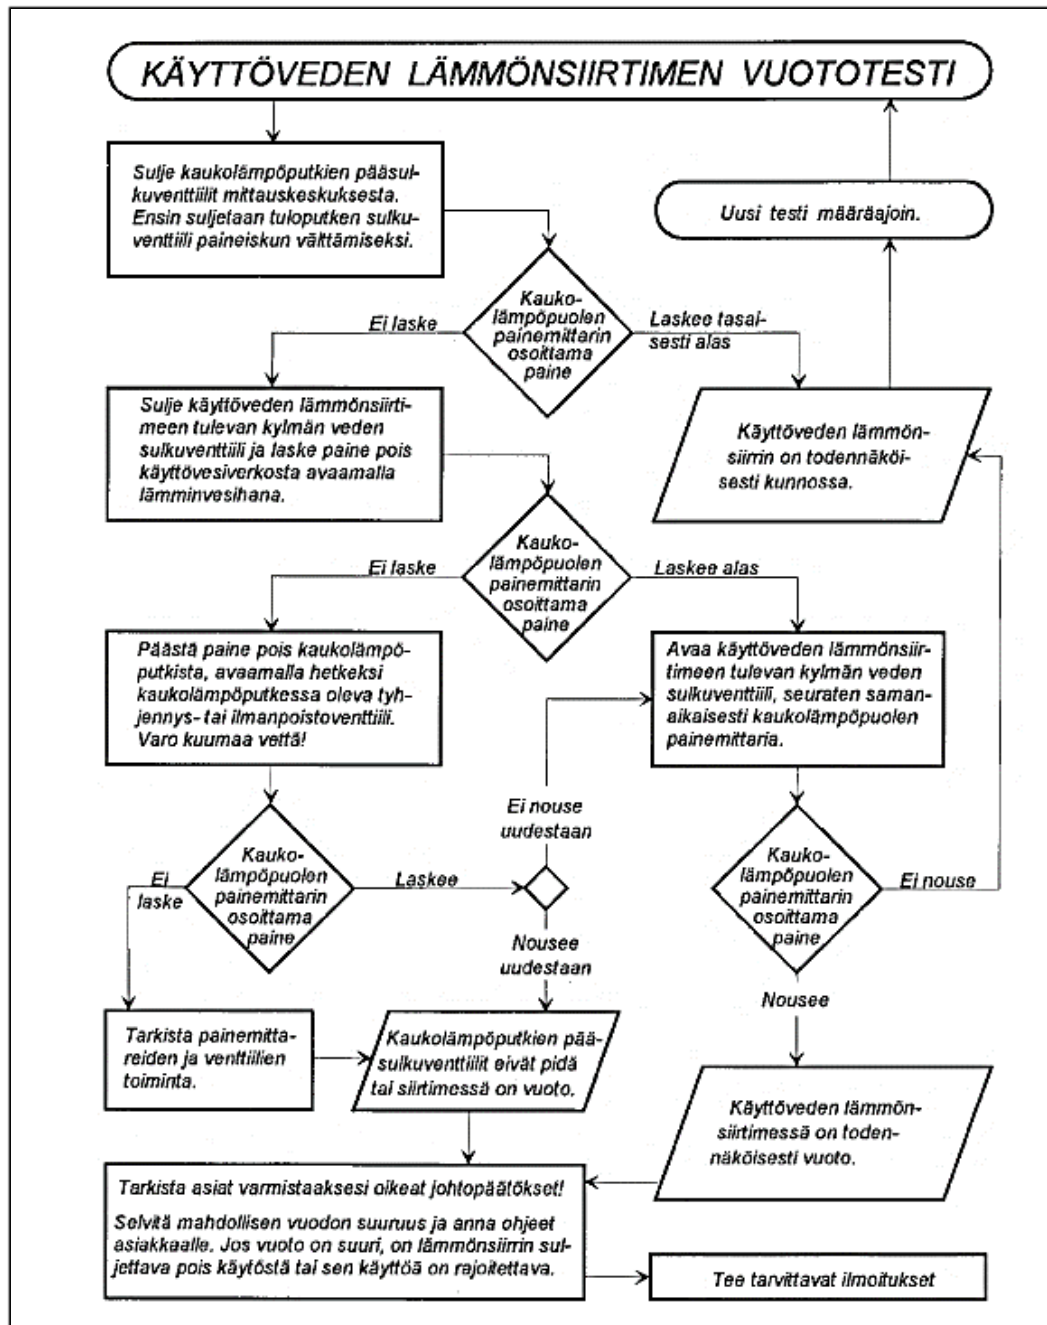 KÄYTTÖVEDEN LÄMMÖNSIIRTIMEN VUOTOTESTI
Sulje kaukolämpöputkien pääsul-
kuventtiilit mittauskeskuksesta.
Ensin suljetaan tuloputken sulku-
venttiili paineiskun välttämiseksi.
Uusi testi määräajoin.
Kauko-
lämpöpuolen
painemittarin
osoittama
paine
Ei laske
Laskee tasai-
sesti alas
Sulje käyttöveden lämmönsiirti-
meen tulevan kylmän veden
sulkuventtiili ja laske paine pois
käyttövesiverkosta avaamalla
lämminvesihana.
Käyttöveden lämmön-
siirrin on todennäköi-
sesti kunnossa.
Kauko-
lämpöpuolen
painemittarin
osoittama
paine
Ei laske
Laskee alas
Päästä paine pois kaukolämpö-
putkista, avaamalla hetkeksi
kaukolämpöputkessa oleva tyh-
jennys- tai ilmanpoistoventtiili.
Varo kuumaa vettä!
Avaa käyttöveden lämmönsiir-
timeen tulevan kylmän veden
sulkuventtiili, seuraten saman-
aikaisesti kaukolämpöpuolen
painemittaria.
Ei nouse
uudestaan
Kauko-
lämpöpuolen
painemittarin
osoittama
paine
Ei
laske
Laskee
Kauko-
lämpöpuolen
painemittarin
osoittama
paine
Ei nouse
Nousee
uudestaan
Nousee
Tarkista painemitta-
reiden ja venttiilien
toiminta.
Kaukolämpöputkien pää-
sulkuventtiilit eivät pidä
tai siirtimessä on vuoto.
Käyttöveden lämmön-
siirtimessä on toden-
näköisesti vuoto.
Tarkista asiat varmistaaksesi oikeat johtopäätökset!
Selvitä mahdollisen vuodon suuruus ja anna ohjeet
asiakkaalle. Jos vuoto on suuri, on lämmönsiirrin sul-
jettava pois käytöstä tai sen käyttöä on rajoitettava.
Tee tarvittavat ilmoitukset